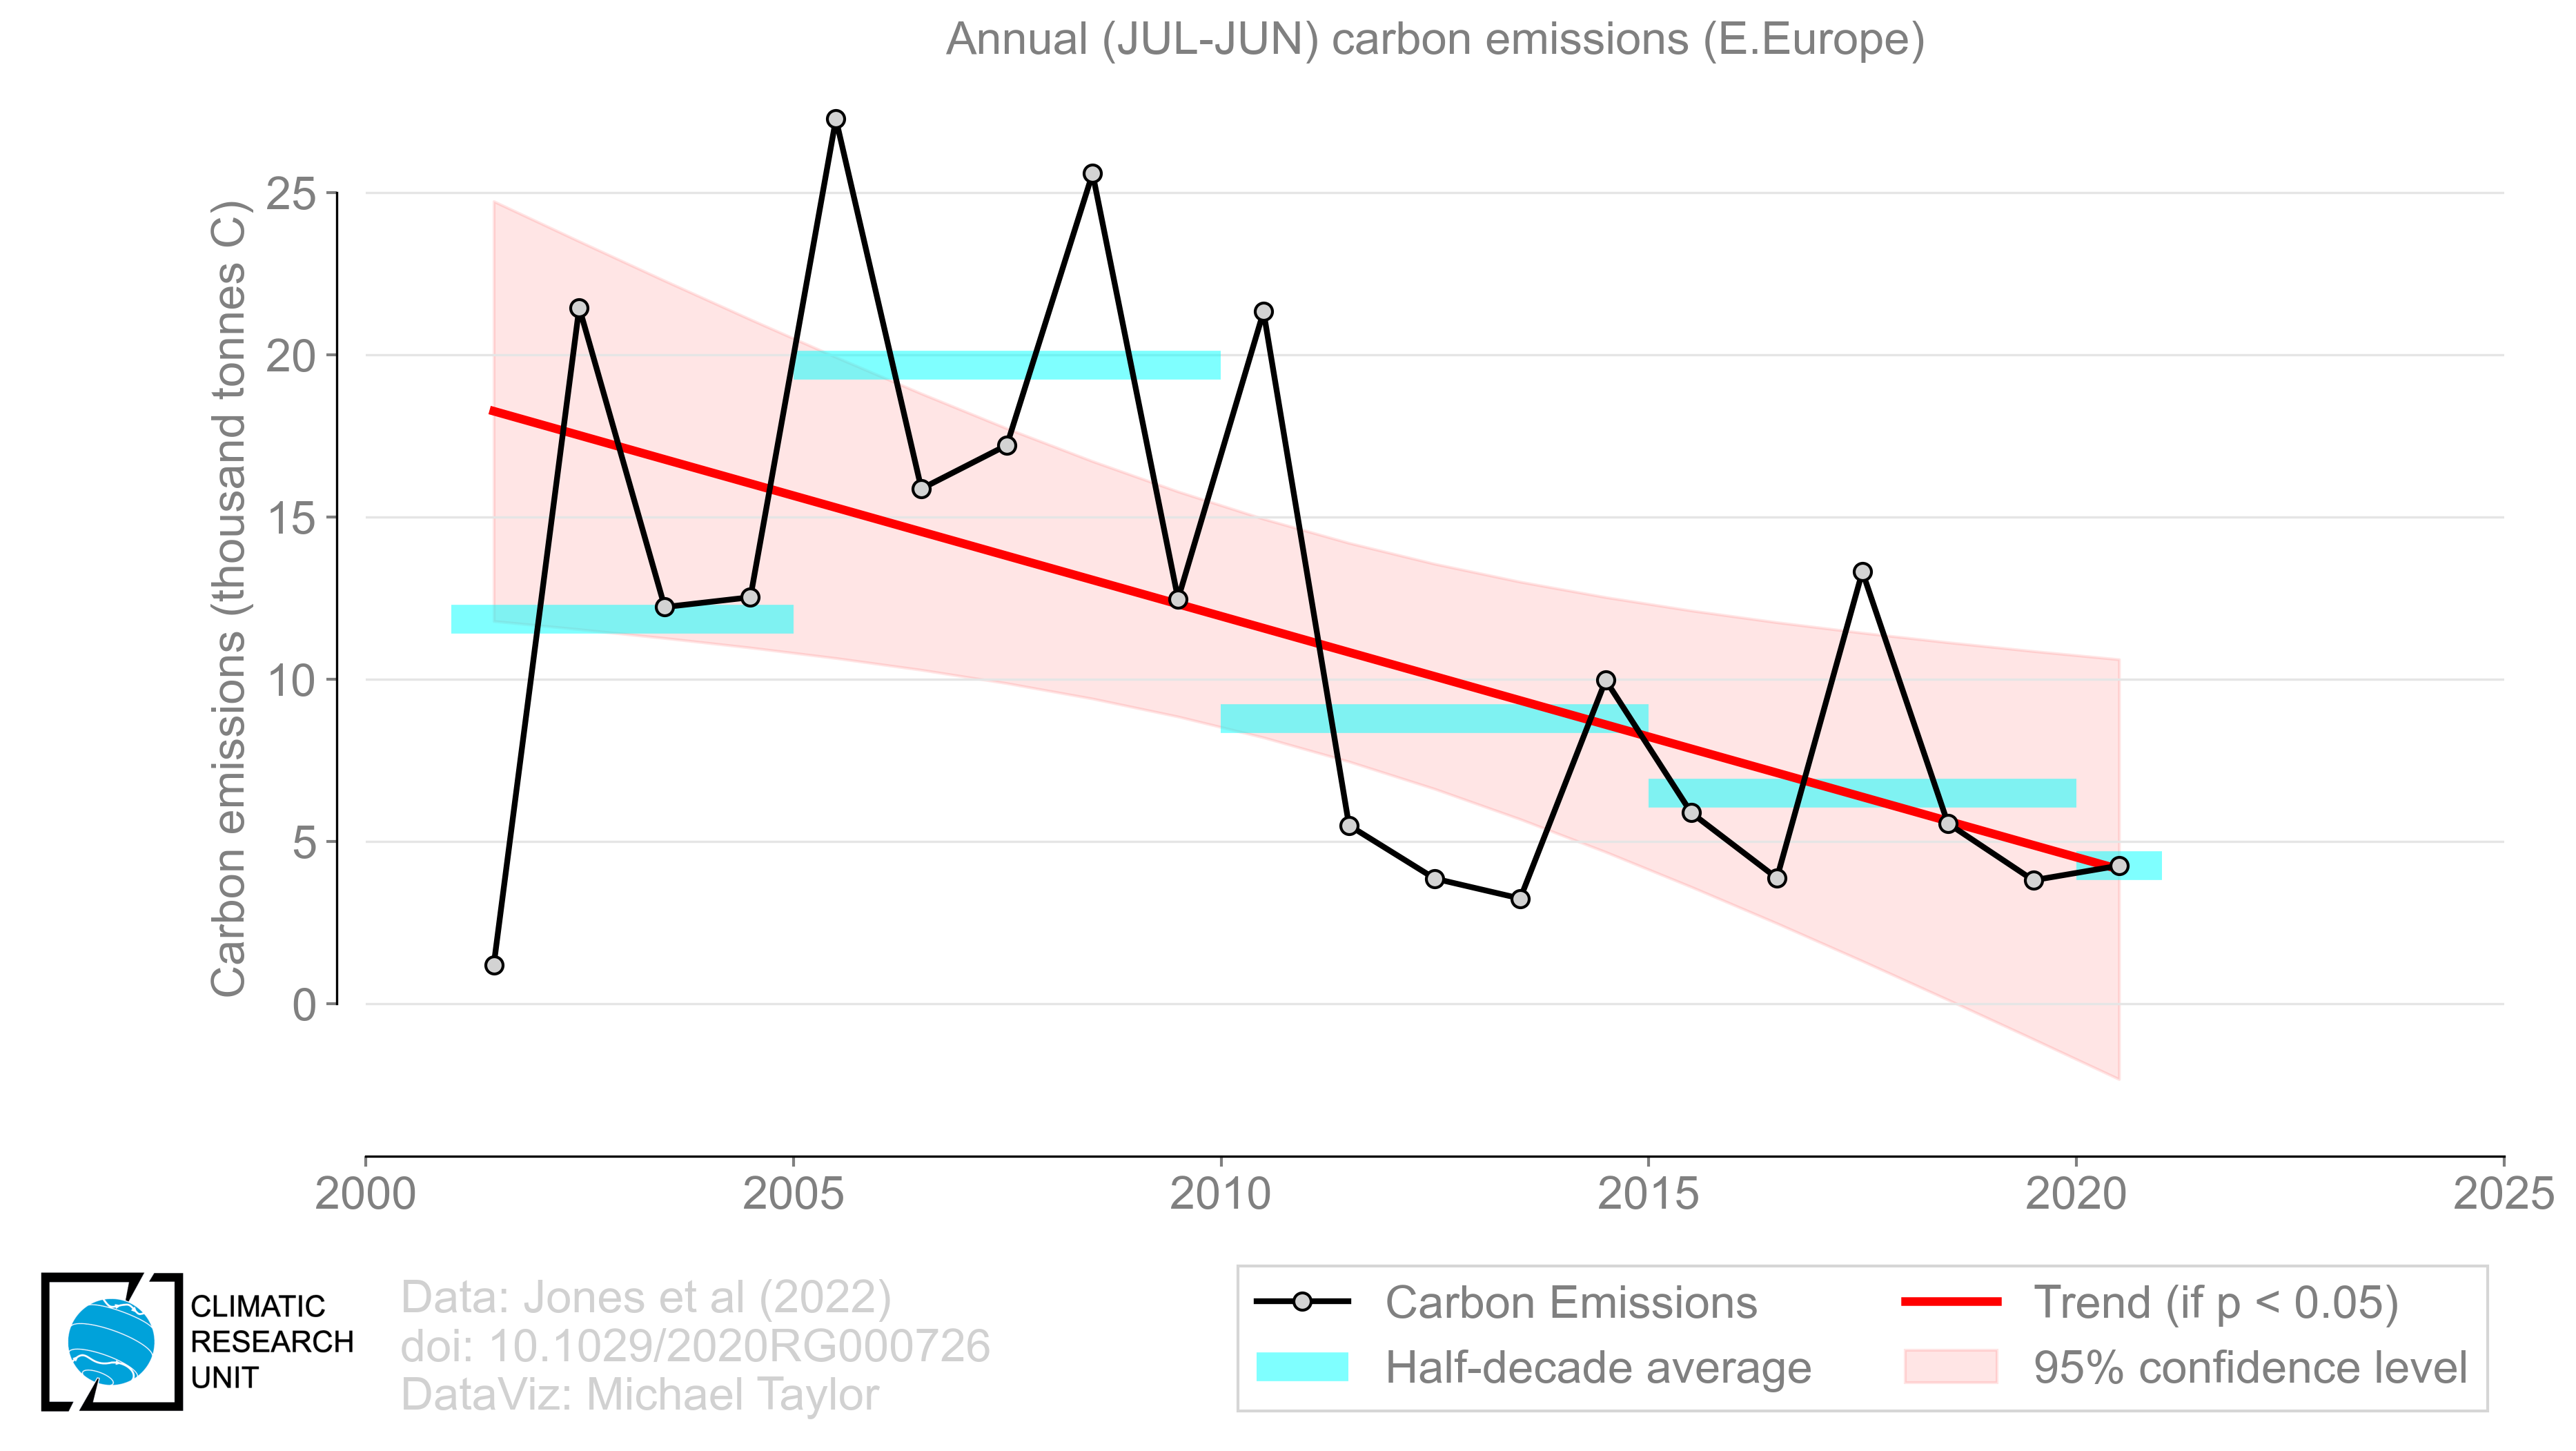 Annual (JUL-JUN) carbon emissions (E.Europe)
Carbon emissions (thousand tonnes C)
25
20
15
10
5
0
2000 2005 2010 2015 2020 2025
CLIMATIC
RESEARCH
UNIT
Data: Jones et al (2022)
doi: 10.1029/2020RG000726
DataViz: Michael Taylor
Carbon Emissions
Half-decade average
Trend (if p < 0.05)
95% confidence level